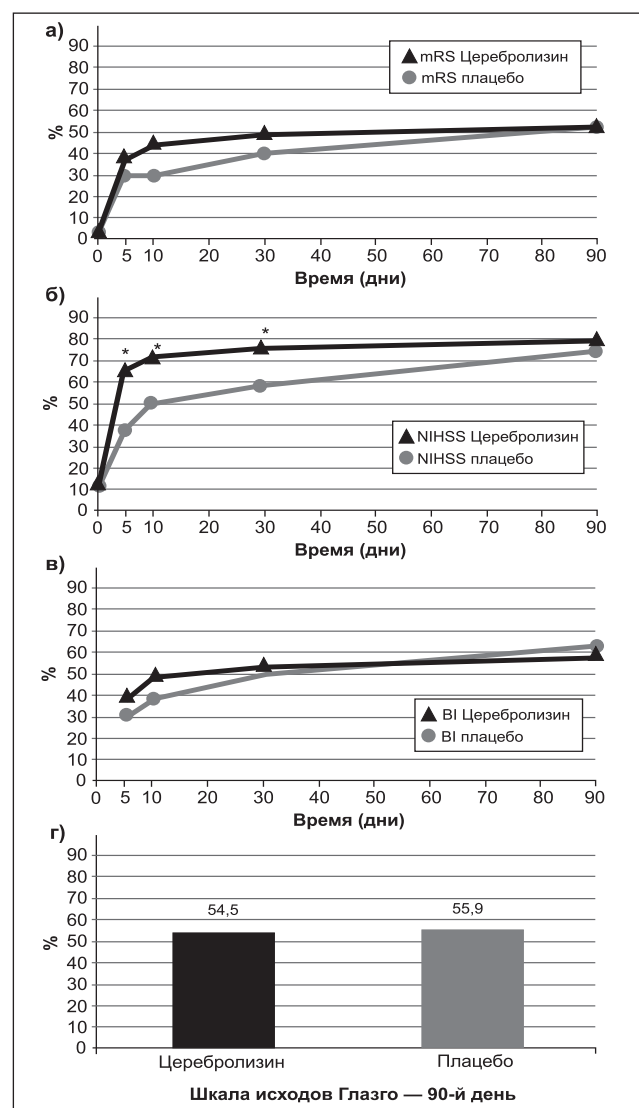 а)
90
80
70
60
50
40
30
20
10
0
%
mRS Церебролизин
mRS плацебо
0 5 10 20 30 40 50 60 70 80 90
Время (дни)
б)
90
80
70
60
50
40
30
20
10
0
%
* * *
NIHSS Церебролизин
NIHSS плацебо
0 5 10 20 30 40 50 60 70 80 90
Время (дни)
в)
90
80
70
60
50
40
30
20
10
0
%
BI Церебролизин
BI плацебо
0 5 10 20 30 40 50 60 70 80 90
Время (дни)
г)
90
80
70
60
50
40
30
20
10
0
%
54,5 55,9
Церебролизин Плацебо
Шкала исходов Глазго — 90-й день